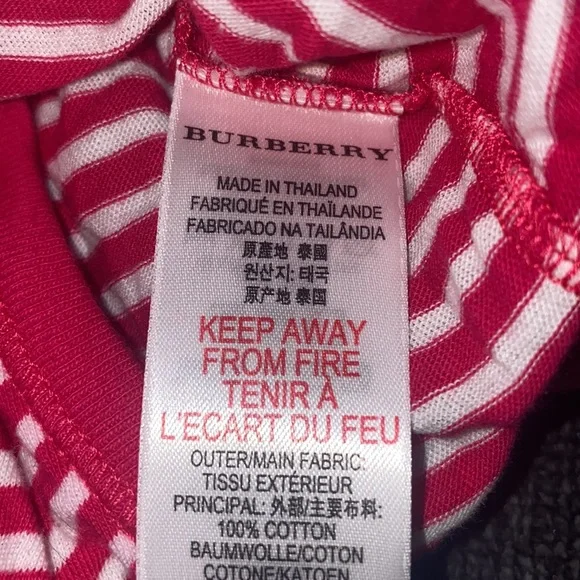 BURBERRY
MADE IN THAILAND
FABRIQUÉ EN THAÏLANDE
FABRICADO NA TAILÂNDIA
原產地 泰國
원산지: 태국
原产地 泰国
KEEP AWAY
FROM FIRE
TENIR À
L'ECART DU FEU
OUTER/MAIN FABRIC:
TISSU EXTÉRIEUR
PRINCIPAL: 外部/主要布料:
100% COTTON
BAUMWOLLE/COTON
COTONE/KATOEN